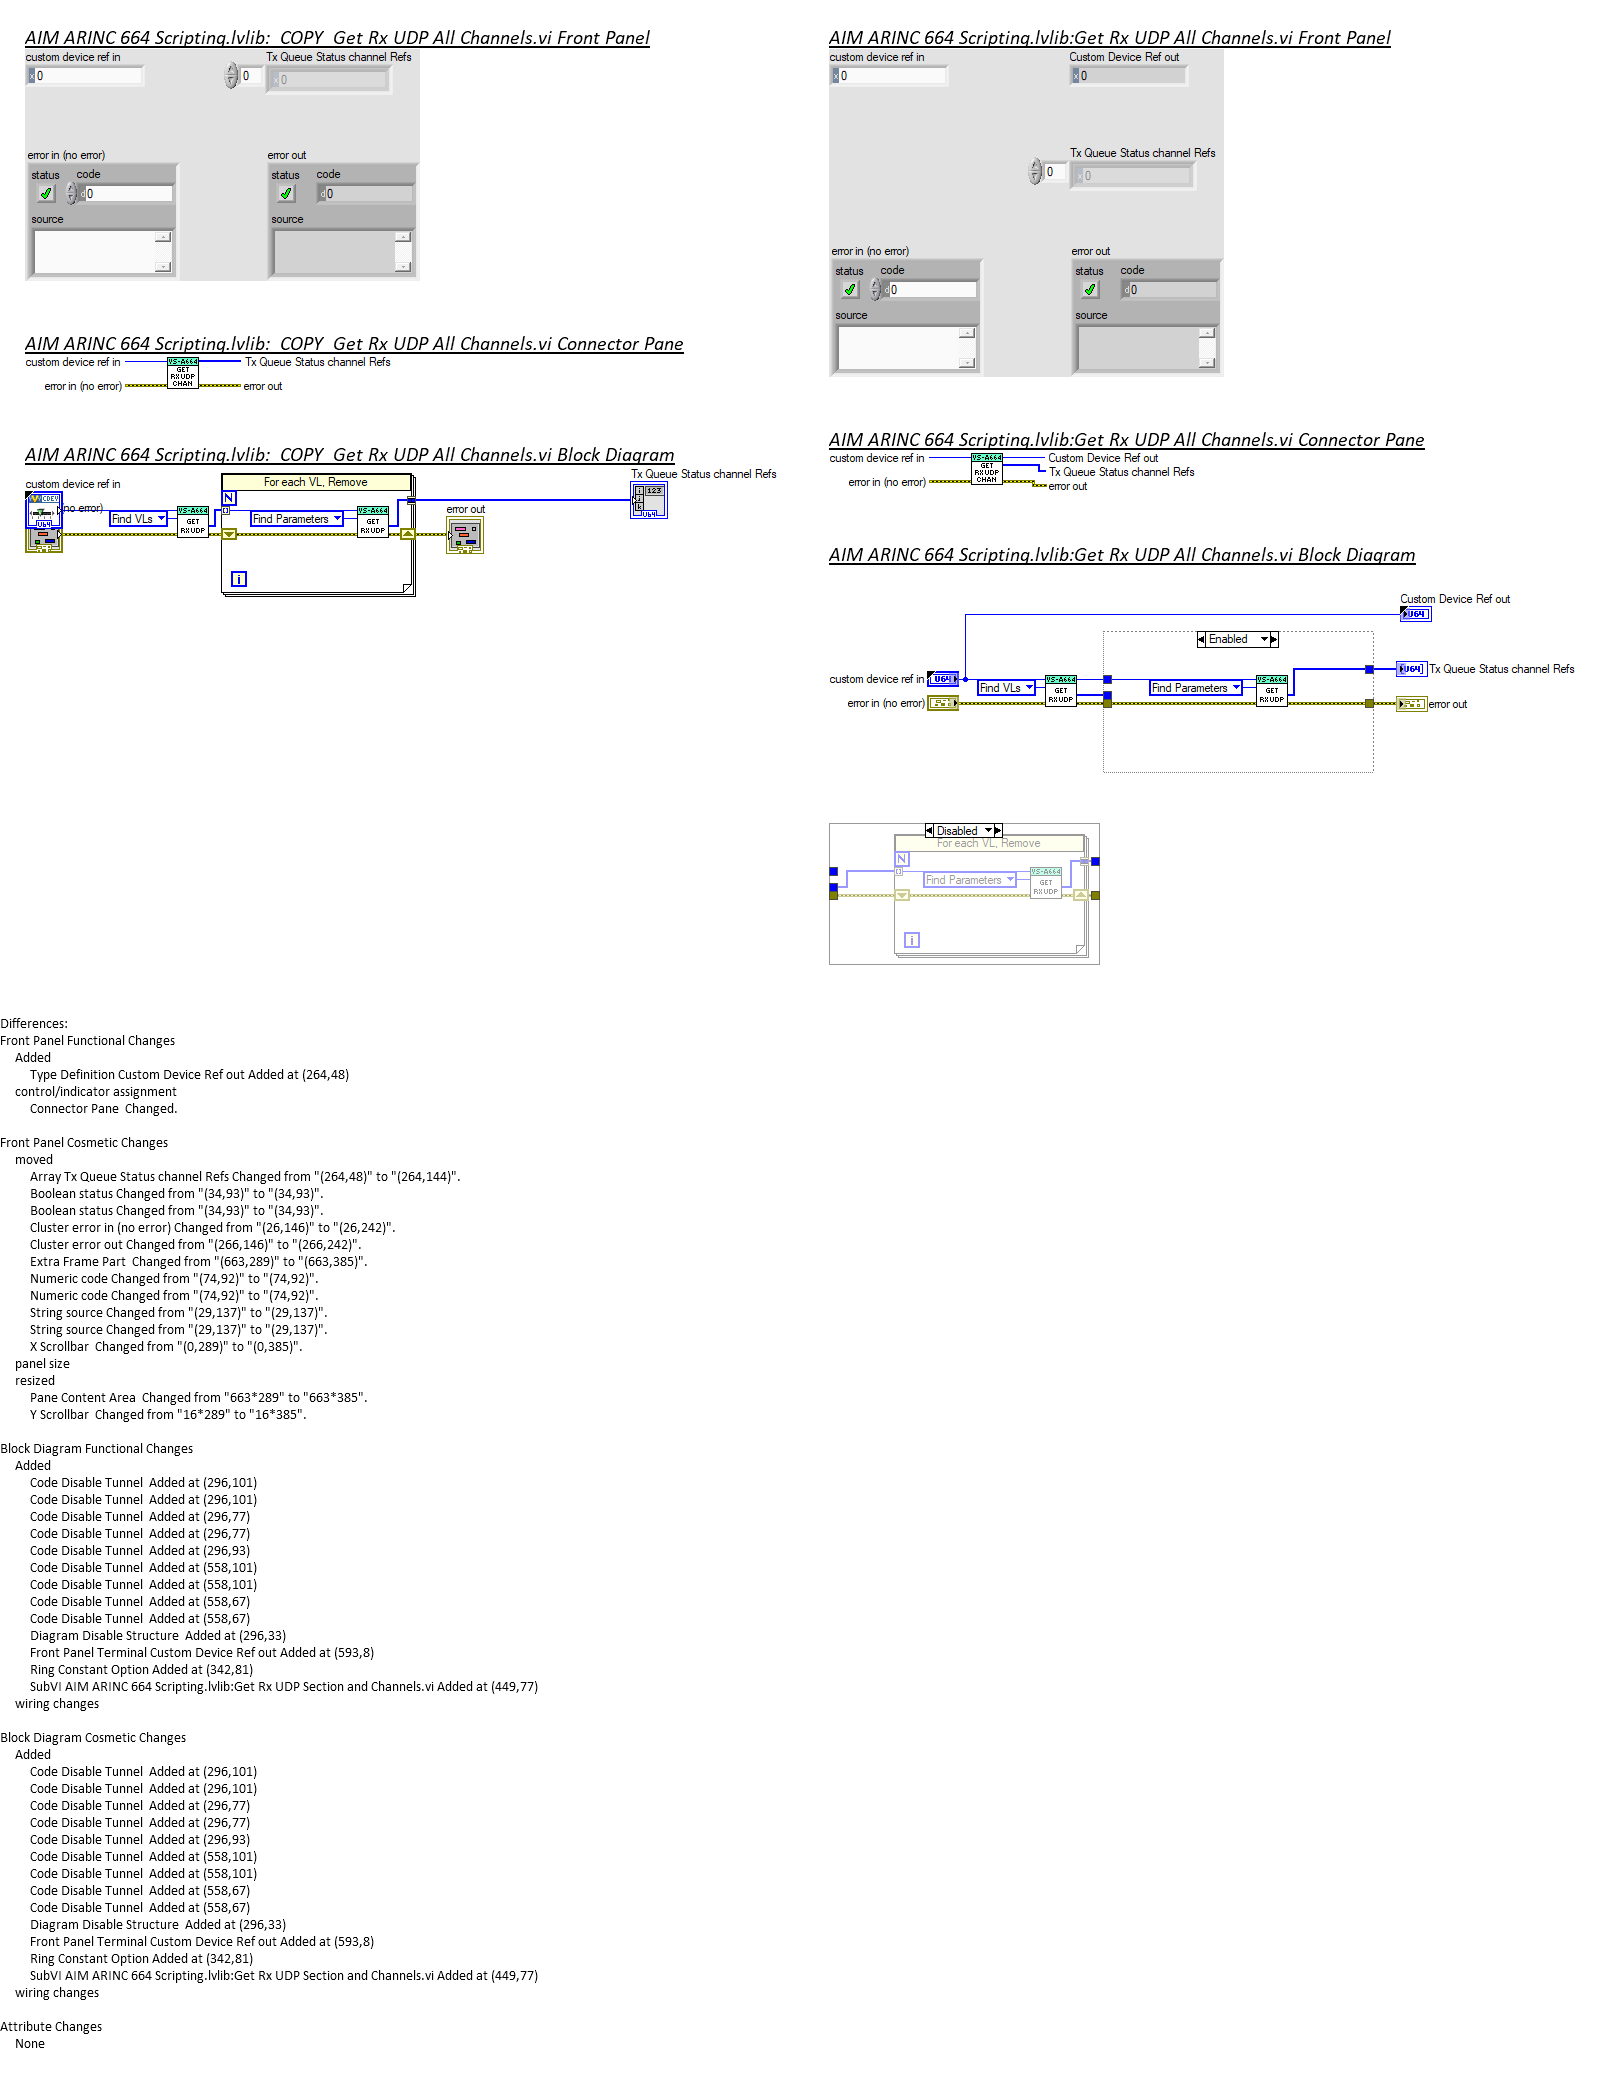 AIM ARINC 664 Scripting.lvlib:  COPY  Get Rx UDP All Channels.vi Front Panel
custom device ref in
Tx Queue Status channel Refs
x 0
0
x 0
error in (no error)
error out
status
code
status
code
d 0
d 0
source
source
AIM ARINC 664 Scripting.lvlib:  COPY  Get Rx UDP All Channels.vi Connector Pane
custom device ref in
VS-A664
GET
RX UDP
CHAN
Tx Queue Status channel Refs
error in (no error)
error out
AIM ARINC 664 Scripting.lvlib:  COPY  Get Rx UDP All Channels.vi Block Diagram
custom device ref in
For each VL, Remove
Tx Queue Status channel Refs
CDEV
U64
no error)
Find VLs
VS-A664
GET
RX UDP
N
Find Parameters
VS-A664
GET
RX UDP
error out
123
U64
i
AIM ARINC 664 Scripting.lvlib:Get Rx UDP All Channels.vi Front Panel
custom device ref in
Custom Device Ref out
x 0
x 0
Tx Queue Status channel Refs
0
x 0
error in (no error)
error out
status
code
status
code
d 0
d 0
source
source
AIM ARINC 664 Scripting.lvlib:Get Rx UDP All Channels.vi Connector Pane
custom device ref in
VS-A664
GET
RX UDP
CHAN
Custom Device Ref out
Tx Queue Status channel Refs
error in (no error)
error out
AIM ARINC 664 Scripting.lvlib:Get Rx UDP All Channels.vi Block Diagram
Custom Device Ref out
U64
Enabled
custom device ref in
U64
Find VLs
VS-A664
GET
RX UDP
Find Parameters
VS-A664
GET
RX UDP
U64
Tx Queue Status channel Refs
error in (no error)
error out
Disabled
For each VL, Remove
N
Find Parameters
VS-A664
GET
RX UDP
i
Differences:
Front Panel Functional Changes
Added
Type Definition Custom Device Ref out Added at (264,48)
control/indicator assignment
Connector Pane  Changed.
Front Panel Cosmetic Changes
moved
Array Tx Queue Status channel Refs Changed from "(264,48)" to "(264,144)".
Boolean status Changed from "(34,93)" to "(34,93)".
Boolean status Changed from "(34,93)" to "(34,93)".
Cluster error in (no error) Changed from "(26,146)" to "(26,242)".
Cluster error out Changed from "(266,146)" to "(266,242)".
Extra Frame Part  Changed from "(663,289)" to "(663,385)".
Numeric code Changed from "(74,92)" to "(74,92)".
Numeric code Changed from "(74,92)" to "(74,92)".
String source Changed from "(29,137)" to "(29,137)".
String source Changed from "(29,137)" to "(29,137)".
X Scrollbar  Changed from "(0,289)" to "(0,385)".
panel size
resized
Pane Content Area  Changed from "663*289" to "663*385".
Y Scrollbar  Changed from "16*289" to "16*385".
Block Diagram Functional Changes
Added
Code Disable Tunnel  Added at (296,101)
Code Disable Tunnel  Added at (296,101)
Code Disable Tunnel  Added at (296,77)
Code Disable Tunnel  Added at (296,77)
Code Disable Tunnel  Added at (296,93)
Code Disable Tunnel  Added at (558,101)
Code Disable Tunnel  Added at (558,101)
Code Disable Tunnel  Added at (558,67)
Code Disable Tunnel  Added at (558,67)
Diagram Disable Structure  Added at (296,33)
Front Panel Terminal Custom Device Ref out Added at (593,8)
Ring Constant Option Added at (342,81)
SubVI AIM ARINC 664 Scripting.lvlib:Get Rx UDP Section and Channels.vi Added at (449,77)
wiring changes
Block Diagram Cosmetic Changes
Added
Code Disable Tunnel  Added at (296,101)
Code Disable Tunnel  Added at (296,101)
Code Disable Tunnel  Added at (296,77)
Code Disable Tunnel  Added at (296,77)
Code Disable Tunnel  Added at (296,93)
Code Disable Tunnel  Added at (558,101)
Code Disable Tunnel  Added at (558,101)
Code Disable Tunnel  Added at (558,67)
Code Disable Tunnel  Added at (558,67)
Diagram Disable Structure  Added at (296,33)
Front Panel Terminal Custom Device Ref out Added at (593,8)
Ring Constant Option Added at (342,81)
SubVI AIM ARINC 664 Scripting.lvlib:Get Rx UDP Section and Channels.vi Added at (449,77)
wiring changes
Attribute Changes
None